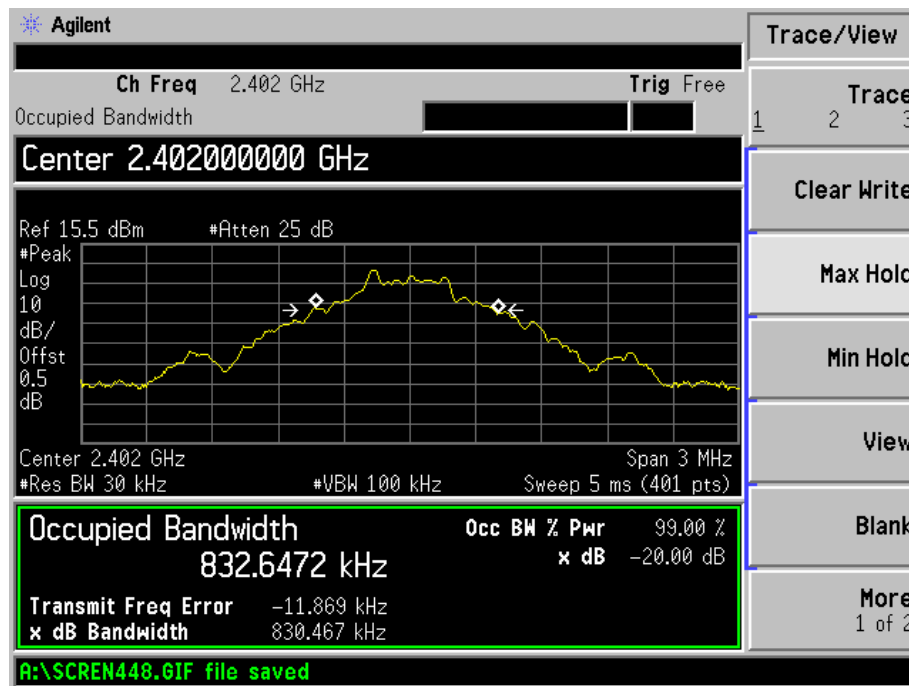 Agilent
Trace/View
Ch Freq 2.402 GHz Trig Free
Occupied Bandwidth
Trace
1 2 3
Center 2.402000000 GHz
Clear Write
Ref 15.5 dBm #Atten 25 dB
#Peak
Log
10
dB/
Offst
0.5
dB
Max Hold
Min Hold
Center 2.402 GHz Span 3 MHz
#Res BW 30 kHz #VBW 100 kHz Sweep 5 ms (401 pts)
View
Occupied Bandwidth Occ BW % Pwr 99.00 %
832.6472 kHz x dB -20.00 dB
Blank
Transmit Freq Error -11.869 kHz
x dB Bandwidth 830.467 kHz
More
1 of 2
A:\SCREN448.GIF file saved